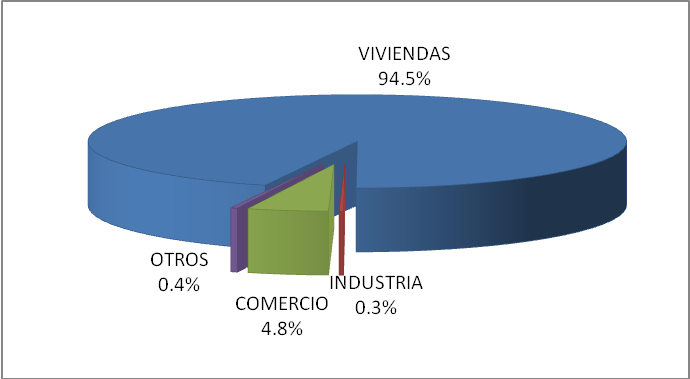 VIVIENDAS
94.5%
OTROS
0.4%
COMERCIO
4.8%
INDUSTRIA
0.3%